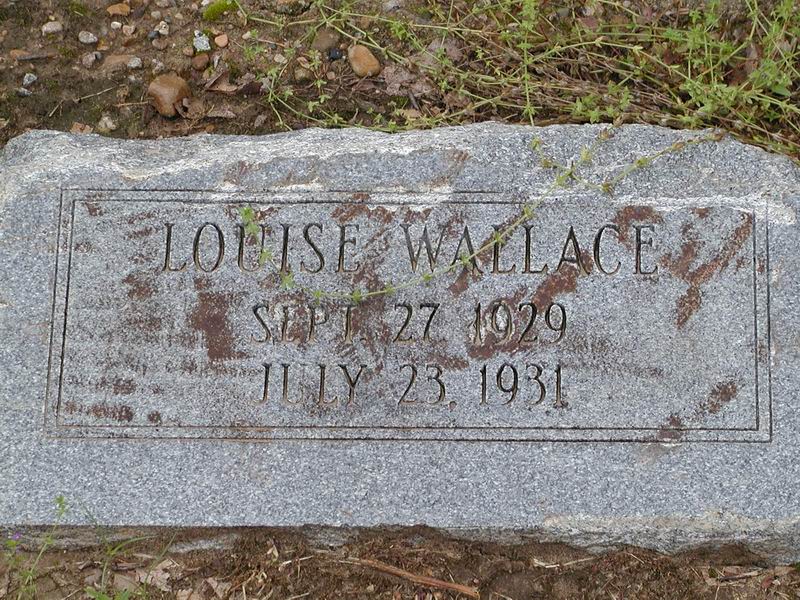 LOUISE WALLACE
SEPT. 27, 1929
JULY 23, 1931